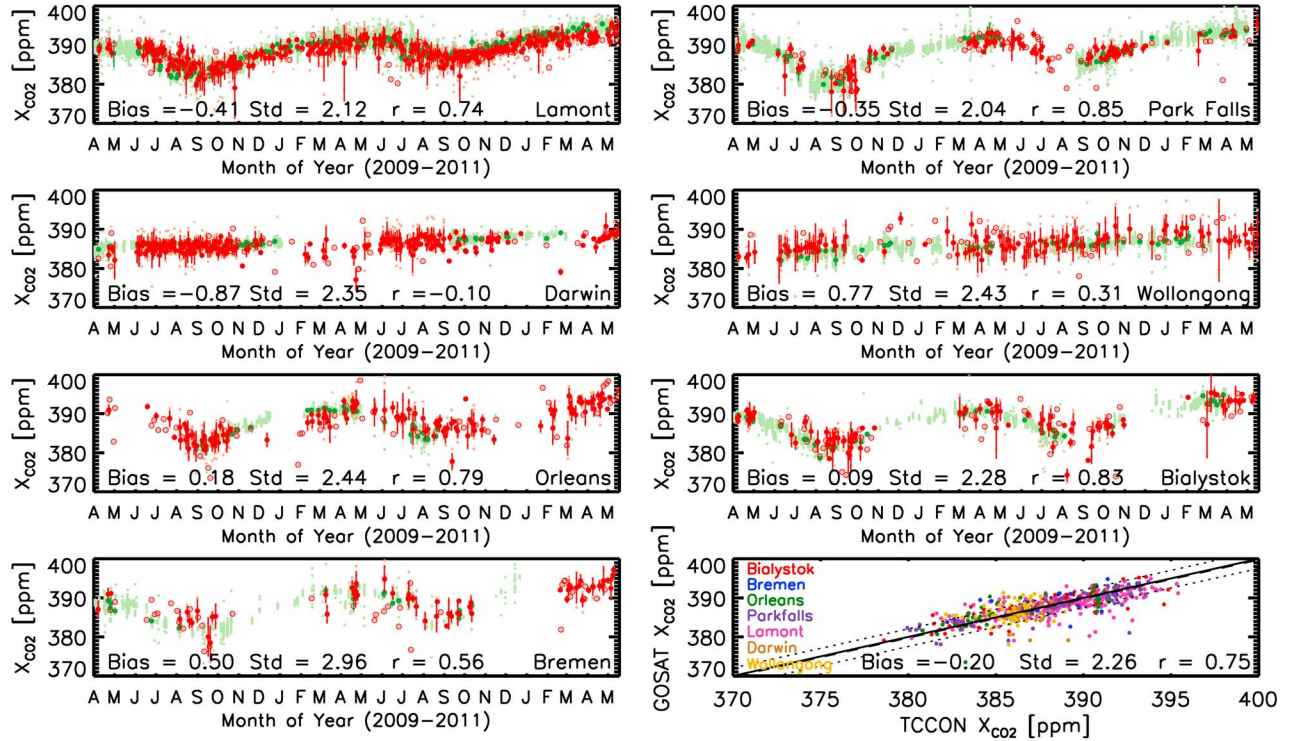 X_CO2 [ppm]
400
390
380
370
Bias =-0.41 Std = 2.12 r = 0.74 Lamont
A M J J A S O N D J F M A M J J A S O N D J F M A M
Month of Year (2009-2011)
X_CO2 [ppm]
400
390
380
370
Bias =-0.35 Std = 2.04 r = 0.85 Park Falls
A M J J A S O N D J F M A M J J A S O N D J F M A M
Month of Year (2009-2011)
X_CO2 [ppm]
400
390
380
370
Bias =-0.87 Std = 2.35 r =-0.10 Darwin
A M J J A S O N D J F M A M J J A S O N D J F M A M
Month of Year (2009-2011)
X_CO2 [ppm]
400
390
380
370
Bias = 0.77 Std = 2.43 r = 0.31 Wollongong
A M J J A S O N D J F M A M J J A S O N D J F M A M
Month of Year (2009-2011)
X_CO2 [ppm]
400
390
380
370
Bias = 0.18 Std = 2.44 r = 0.79 Orleans
A M J J A S O N D J F M A M J J A S O N D J F M A M
Month of Year (2009-2011)
X_CO2 [ppm]
400
390
380
370
Bias = 0.09 Std = 2.28 r = 0.83 Bialystok
A M J J A S O N D J F M A M J J A S O N D J F M A M
Month of Year (2009-2011)
X_CO2 [ppm]
400
390
380
370
Bias = 0.50 Std = 2.96 r = 0.56 Bremen
A M J J A S O N D J F M A M J J A S O N D J F M A M
Month of Year (2009-2011)
GOSAT X_CO2 [ppm]
400
390
380
370
Bialystok
Bremen
Orleans
Parkfalls
Lamont
Darwin
Wollongong
Bias =-0.20 Std = 2.26 r = 0.75
370 375 380 385 390 395 400
TCCON X_CO2 [ppm]